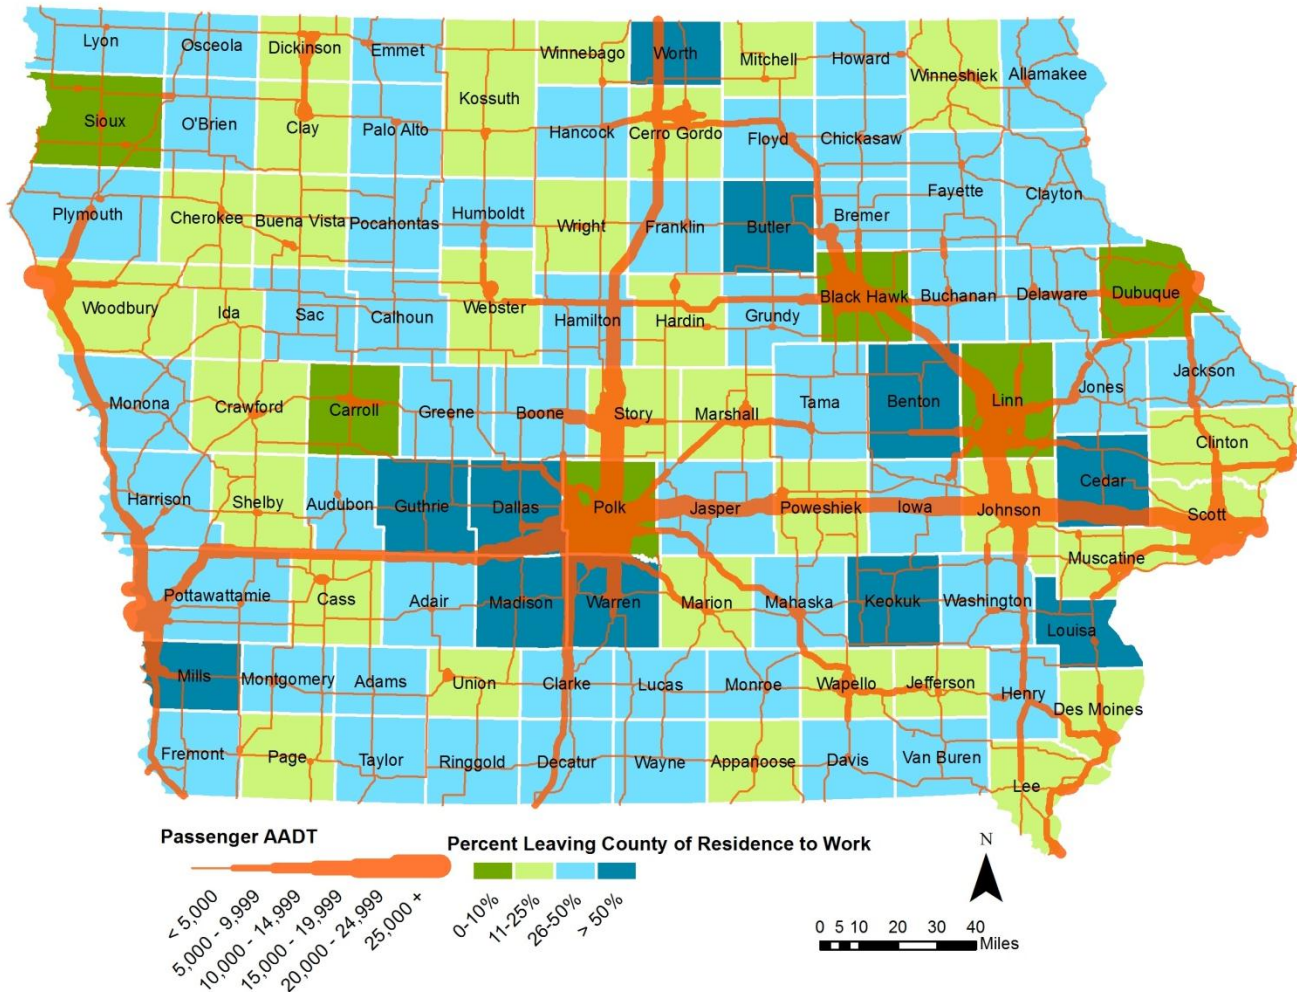 Lyon Osceola Dickinson Emmet Winnebago Worth Mitchell Howard Winneshiek Allamakee
Kossuth
Sioux O'Brien Clay Palo Alto Hancock Cerro Gordo Floyd Chickasaw
Plymouth Cherokee Buena Vista Pocahontas Humboldt Wright Franklin Butler Bremer Fayette Clayton
Woodbury Ida Sac Calhoun Webster Hamilton Hardin Grundy Black Hawk Buchanan Delaware Dubuque
Monona Crawford Carroll Greene Boone Story Marshall Tama Benton Linn Jones Jackson
Clinton
Harrison Shelby Audubon Guthrie Dallas Polk Jasper Poweshiek Iowa Johnson Cedar Scott
Muscatine
Pottawattamie Cass Adair Madison Warren Marion Mahaska Keokuk Washington Louisa
Mills Montgomery Adams Union Clarke Lucas Monroe Wapello Jefferson Henry Des Moines
Fremont Page Taylor Ringgold Decatur Wayne Appanoose Davis Van Buren Lee
Passenger AADT
< 5,000
5,000 - 9,999
10,000 - 14,999
15,000 - 19,999
20,000 - 24,999
25,000 +
Percent Leaving County of Residence to Work
0-10%
11-25%
26-50%
> 50%
N
0 5 10 20 30 40
Miles